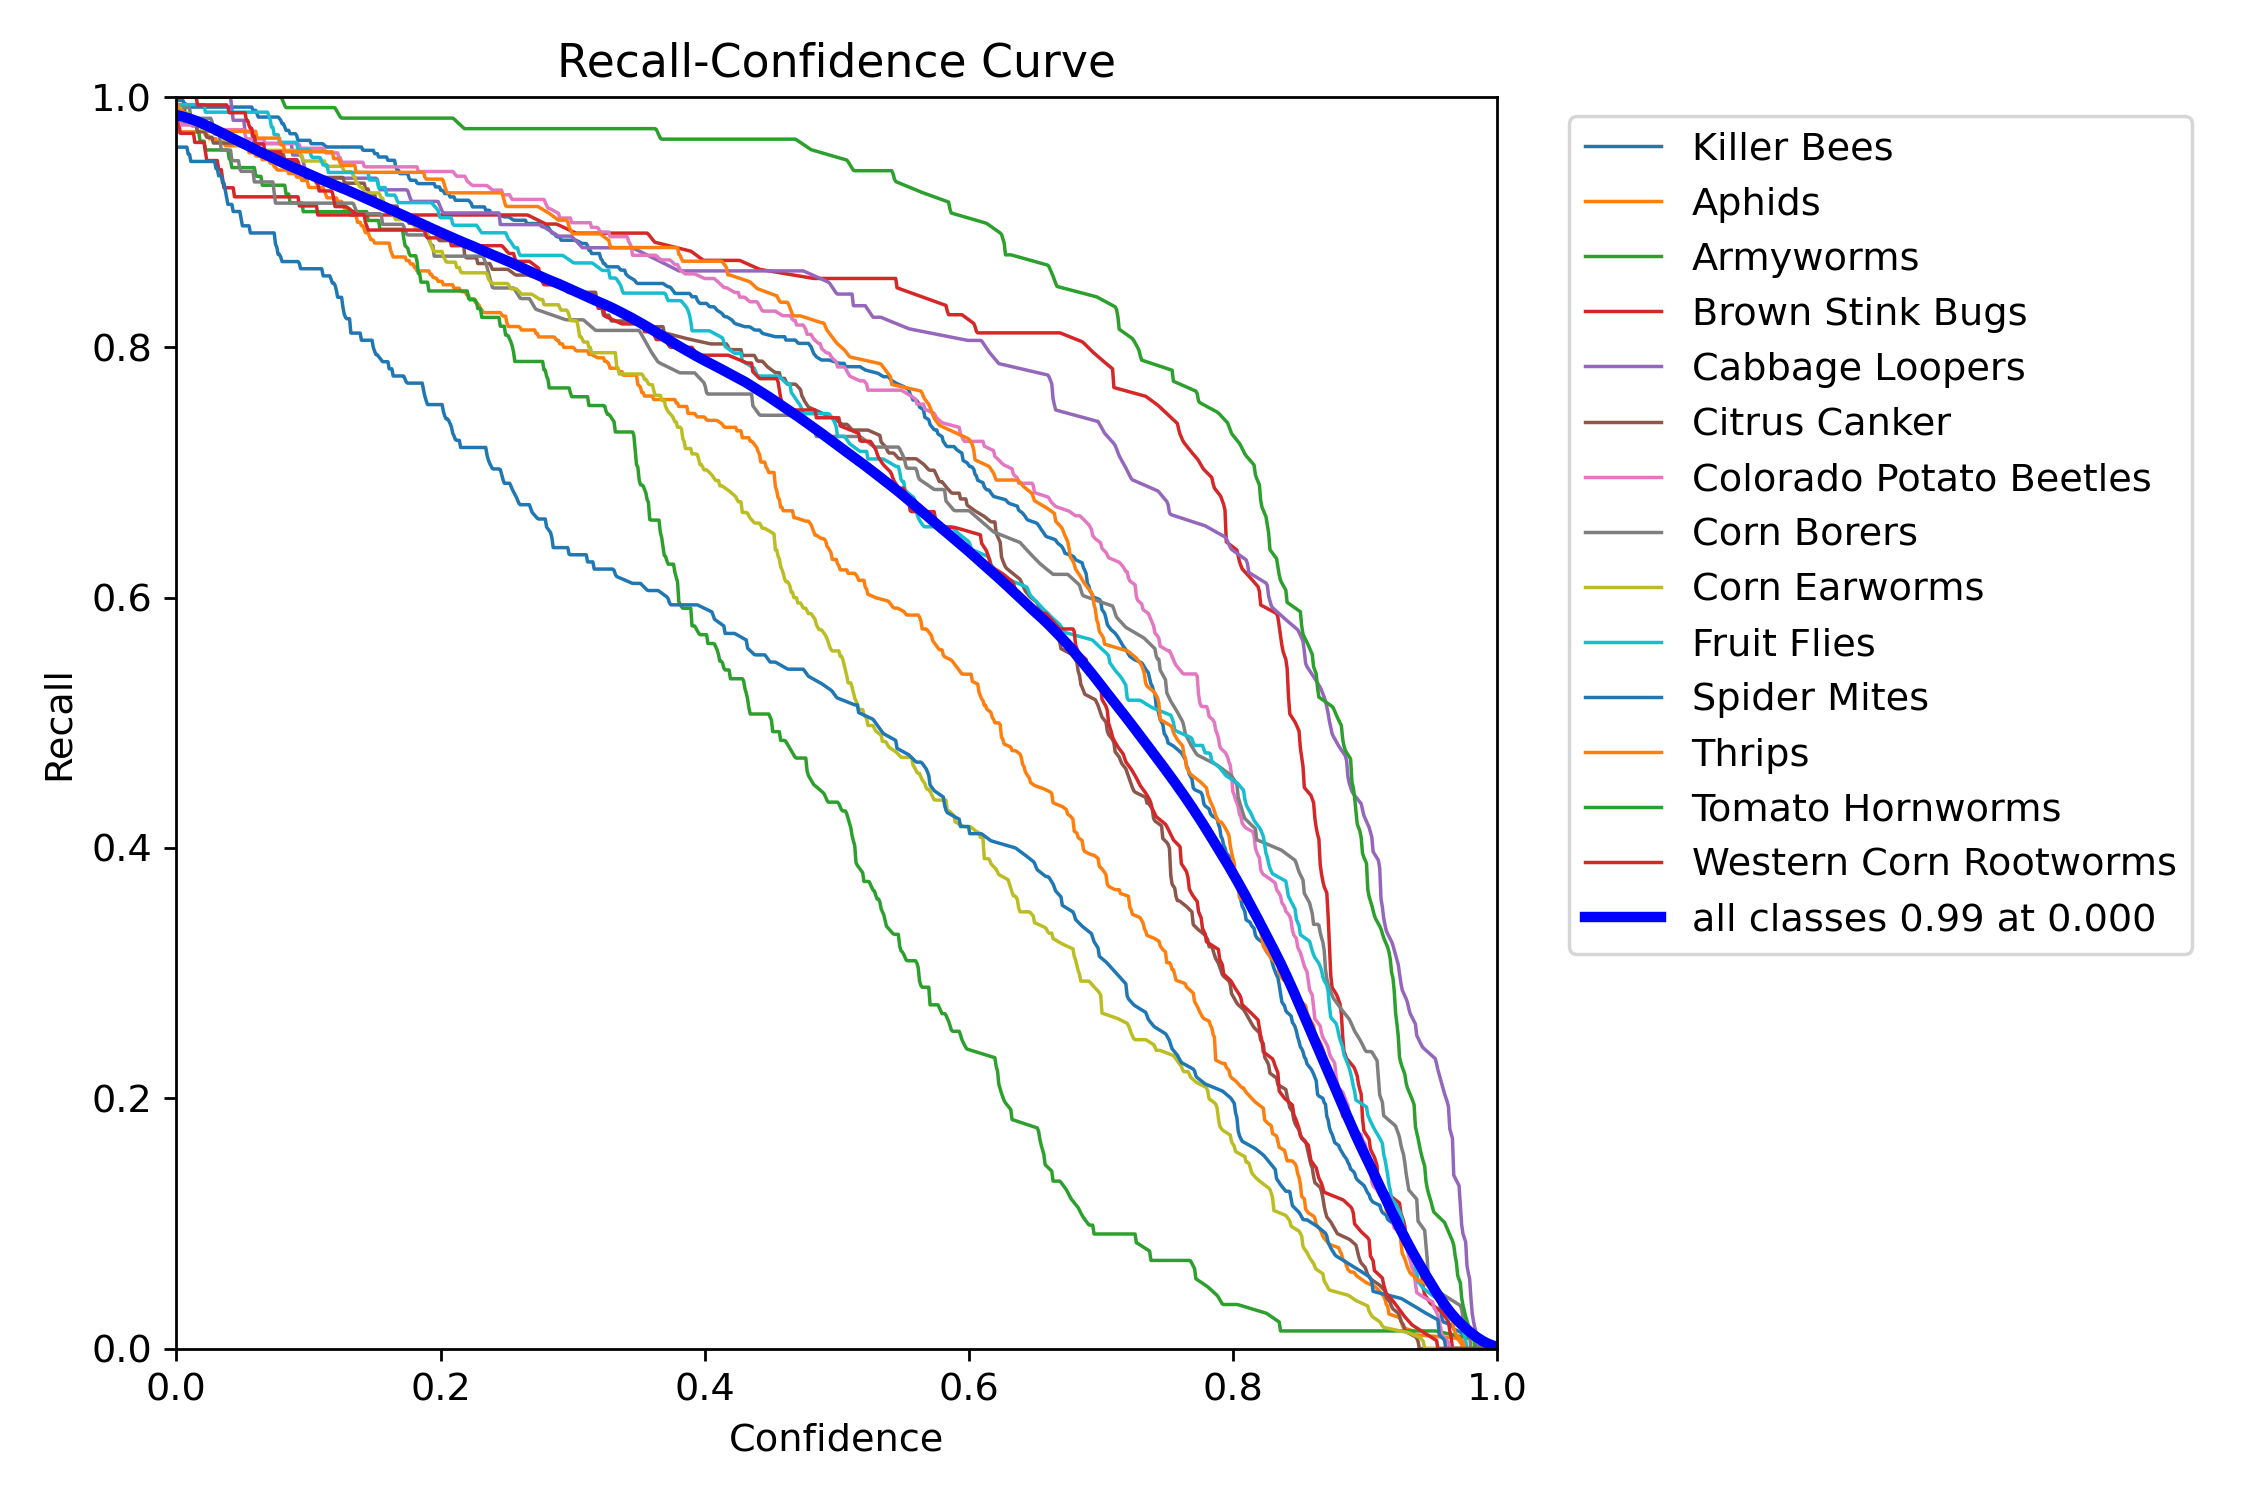 Recall-Confidence Curve
1.0
0.8
0.6
0.4
0.2
0.0
Recall
0.0 0.2 0.4 0.6 0.8 1.0
Confidence
Killer Bees
Aphids
Armyworms
Brown Stink Bugs
Cabbage Loopers
Citrus Canker
Colorado Potato Beetles
Corn Borers
Corn Earworms
Fruit Flies
Spider Mites
Thrips
Tomato Hornworms
Western Corn Rootworms
all classes 0.99 at 0.000